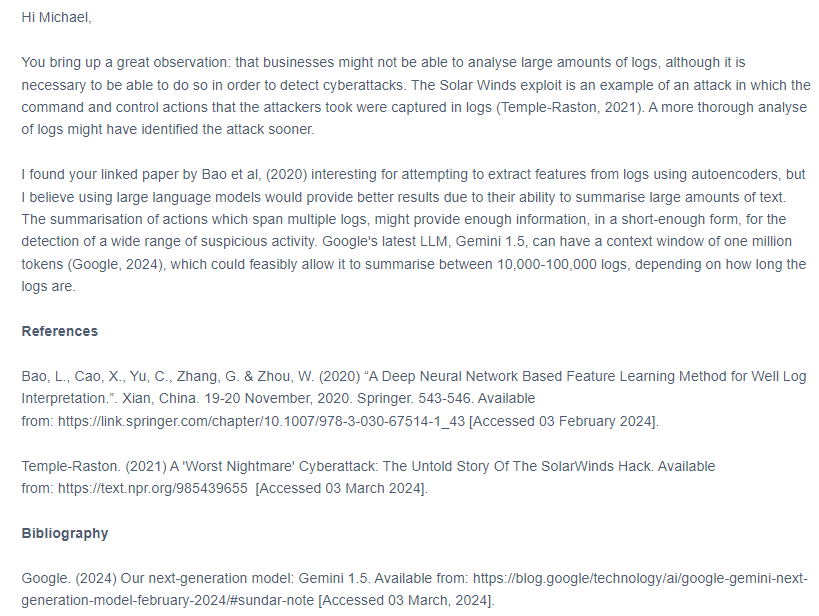 Hi Michael,
You bring up a great observation: that businesses might not be able to analyse large amounts of logs, although it is
necessary to be able to do so in order to detect cyberattacks. The Solar Winds exploit is an example of an attack in which the
command and control actions that the attackers took were captured in logs (Temple-Raston, 2021). A more thorough analyse
of logs might have identified the attack sooner.
I found your linked paper by Bao et al, (2020) interesting for attempting to extract features from logs using autoencoders, but
I believe using large language models would provide better results due to their ability to summarise large amounts of text.
The summarisation of actions which span multiple logs, might provide enough information, in a short-enough form, for the
detection of a wide range of suspicious activity. Google's latest LLM, Gemini 1.5, can have a context window of one million
tokens (Google, 2024), which could feasibly allow it to summarise between 10,000-100,000 logs, depending on how long the
logs are.
References
Bao, L., Cao, X., Yu, C., Zhang, G. & Zhou, W. (2020) “A Deep Neural Network Based Feature Learning Method for Well Log
Interpretation.”. Xian, China. 19-20 November, 2020. Springer. 543-546. Available
from: https://link.springer.com/chapter/10.1007/978-3-030-67514-1_43 [Accessed 03 February 2024].
Temple-Raston. (2021) A 'Worst Nightmare' Cyberattack: The Untold Story Of The SolarWinds Hack. Available
from: https://text.npr.org/985439655 [Accessed 03 March 2024].
Bibliography
Google. (2024) Our next-generation model: Gemini 1.5. Available from: https://blog.google/technology/ai/google-gemini-next-
generation-model-february-2024/#sundar-note [Accessed 03 March, 2024].